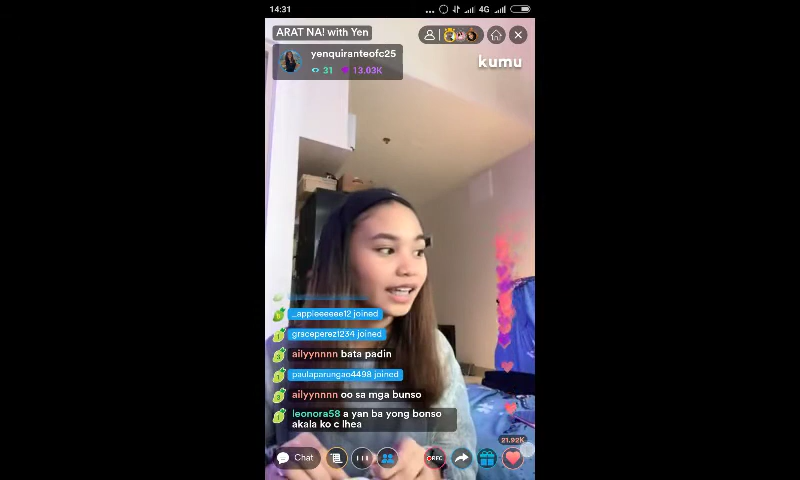 14:31
4G
ARAT NA! with Yen
yenquiranteofc25
31 13.03K
kumu
_appleeeeee12 joined
graceperez1234 joined
ailyynnnn bata padin
paulaparungao4498 joined
ailyynnnn oo sa mga bunso
leonora58 a yan ba yong bonso
akala ko c lhea
21.92K
Chat
REC